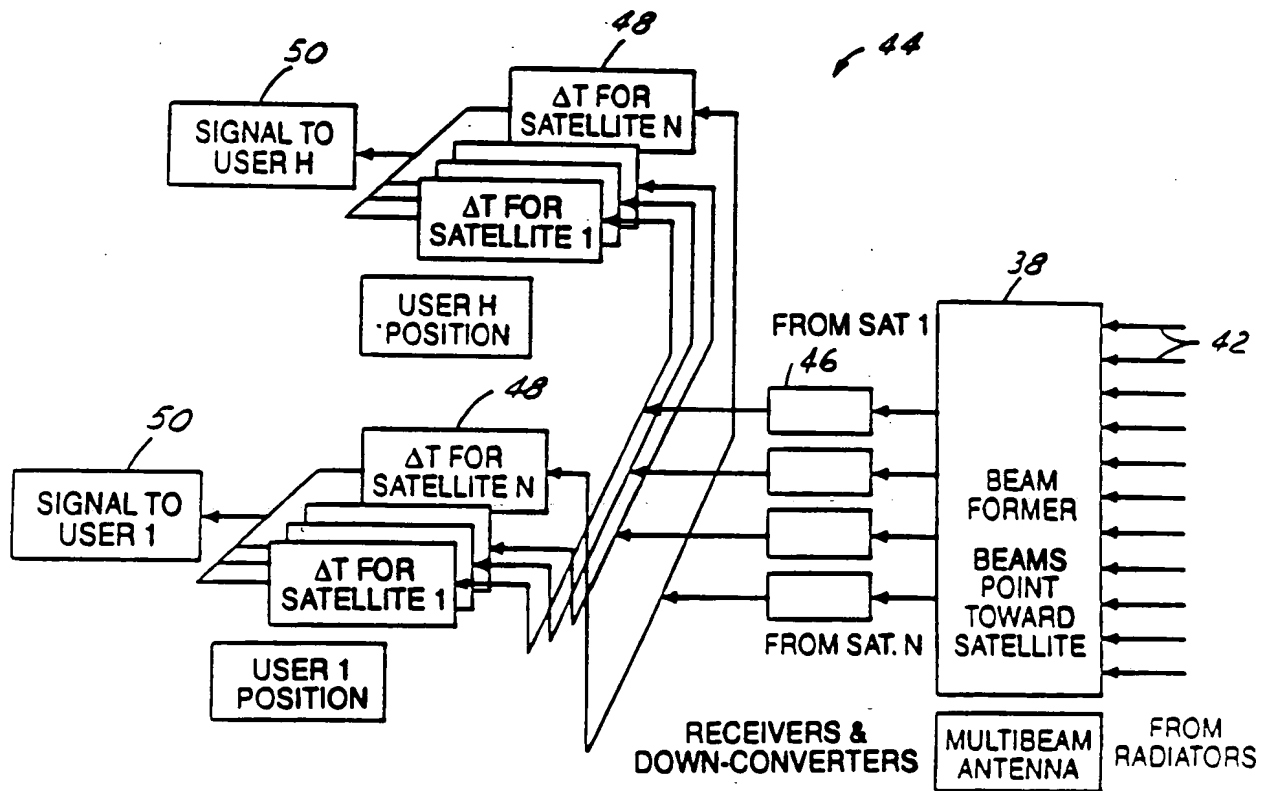 48
44
50
ΔT FOR
SATELLITE N
SIGNAL TO
USER H
ΔT FOR
SATELLITE 1
USER H
POSITION
38
FROM SAT 1
42
46
48
50
ΔT FOR
SATELLITE N
SIGNAL TO
USER 1
BEAM
FORMER
ΔT FOR
SATELLITE 1
BEAMS
POINT
TOWARD
SATELLITE
FROM SAT. N
USER 1
POSITION
RECEIVERS &
DOWN-CONVERTERS
MULTIBEAM
ANTENNA
FROM
RADIATORS